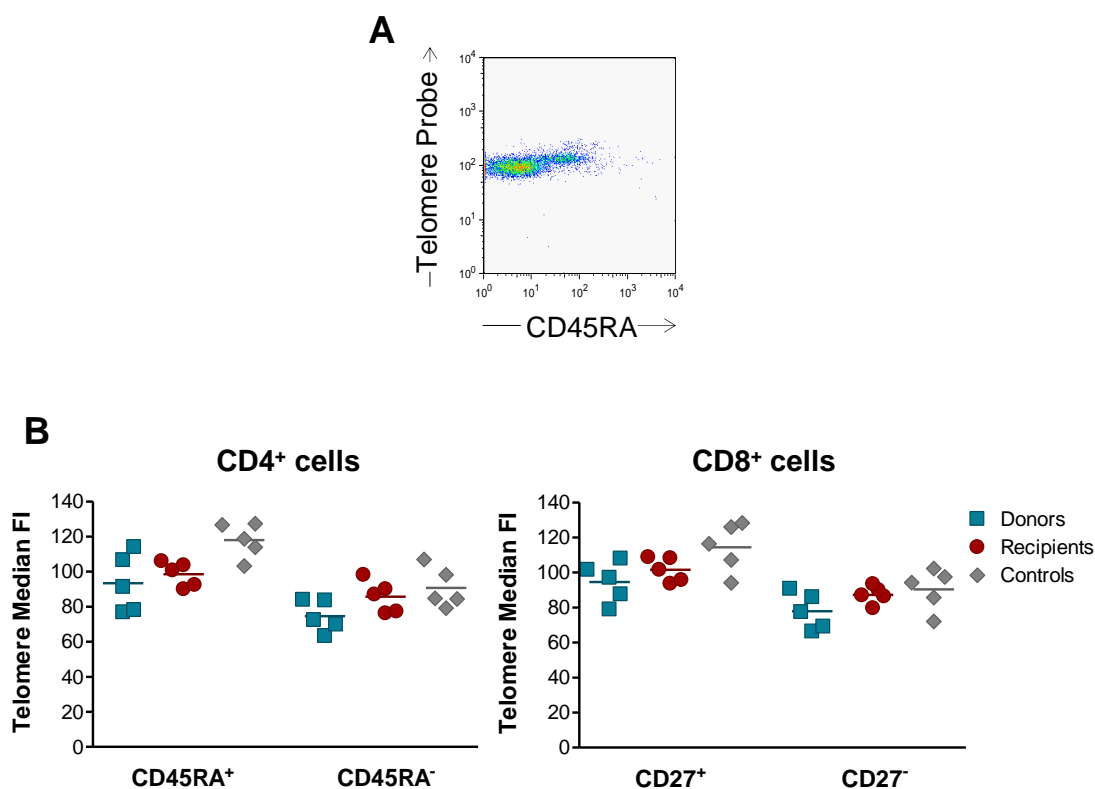 A
—Telomere Probe →
10⁴
10³
10²
10¹
10⁰
10⁰ 10¹ 10² 10³ 10⁴
— CD45RA →
B
CD4⁺ cells
Telomere Median FI
140
120
100
80
60
40
20
0
CD45RA⁺ CD45RA⁻
CD8⁺ cells
Telomere Median FI
140
120
100
80
60
40
20
0
CD27⁺ CD27⁻
Donors
Recipients
Controls